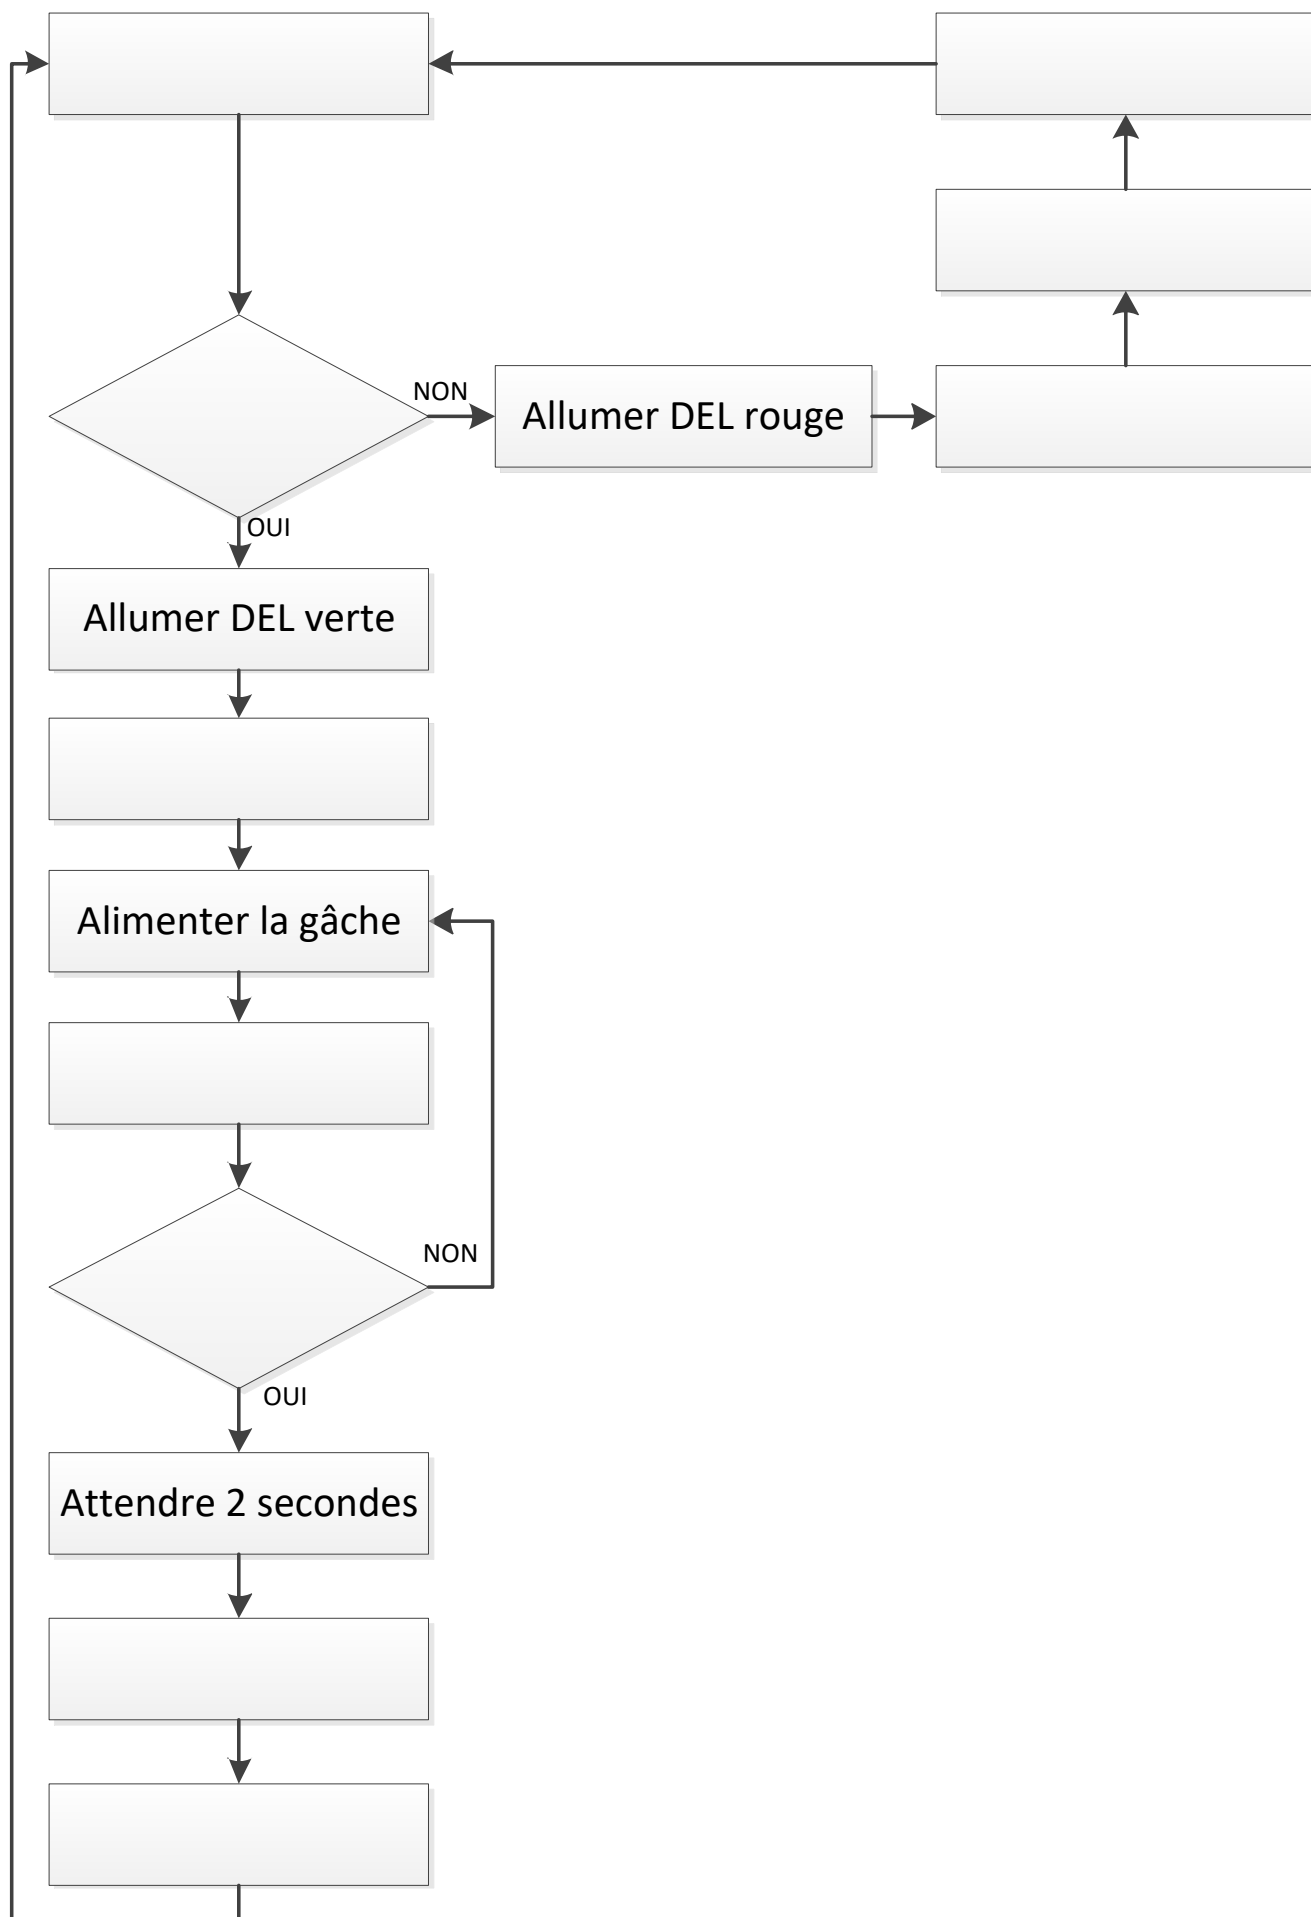 NON
Allumer DEL rouge
OUI
Allumer DEL verte
Alimenter la gâche
NON
OUI
Attendre 2 secondes